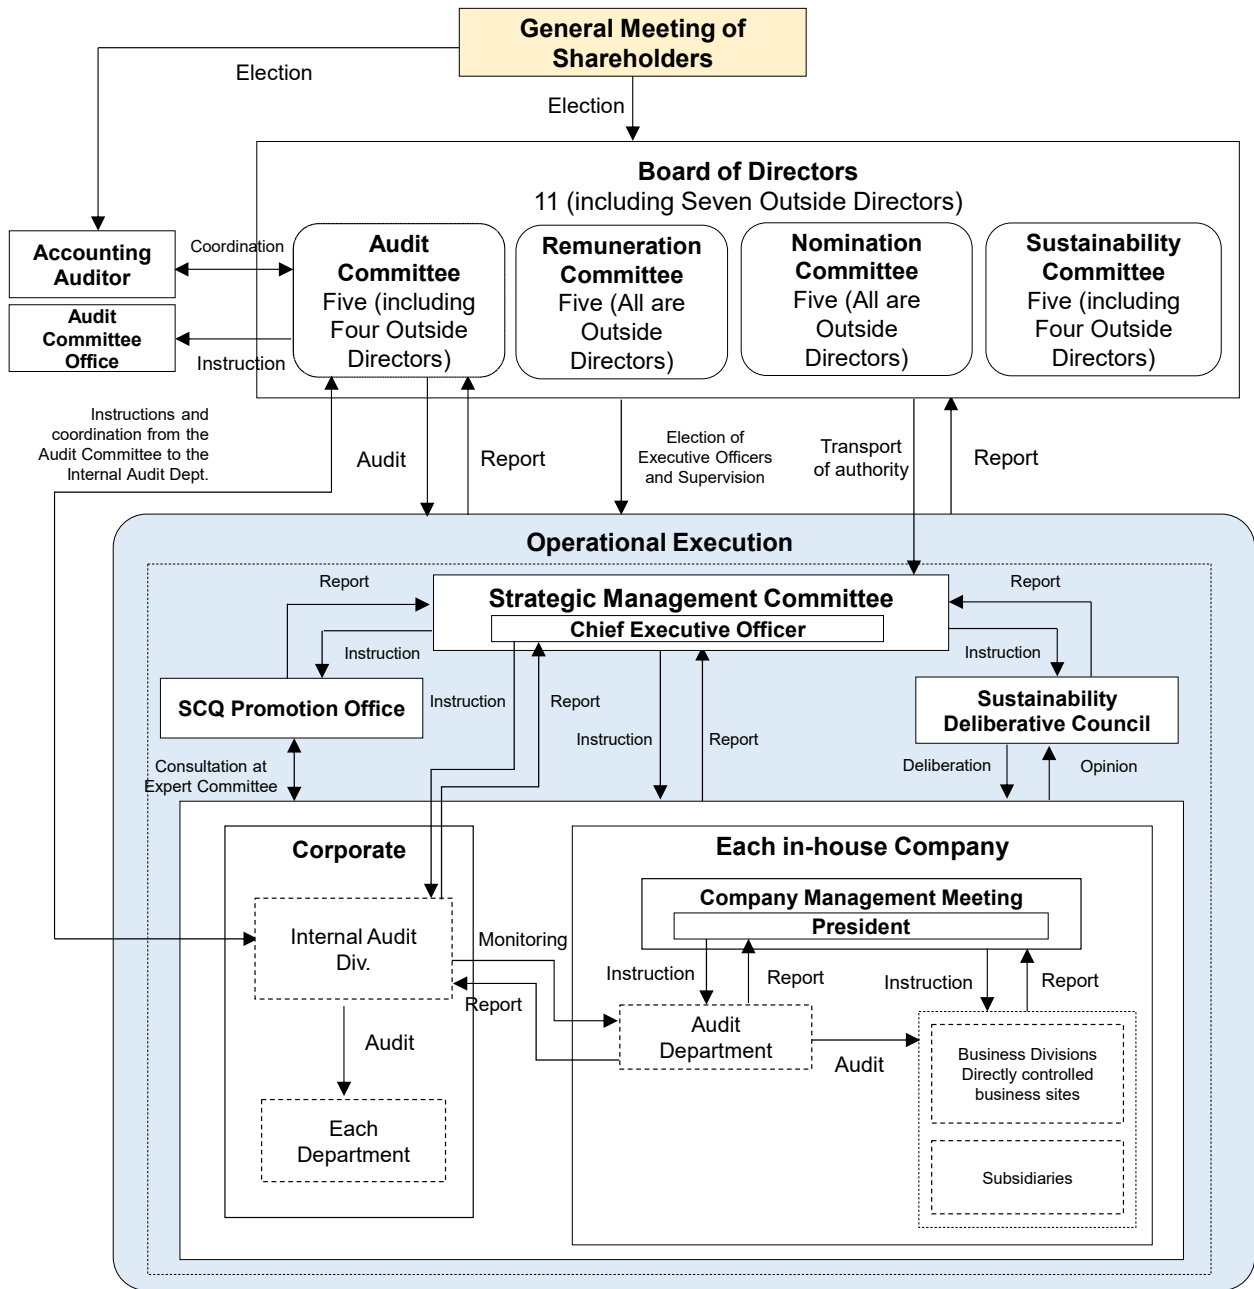 General Meeting of
Shareholders
Election
Election
Board of Directors
11 (including Seven Outside Directors)
Accounting
Auditor
Coordination
Audit
Committee
Five (including
Four Outside
Directors)
Remuneration
Committee
Five (All are
Outside
Directors)
Nomination
Committee
Five (All are
Outside
Directors)
Sustainability
Committee
Five (including
Four Outside
Directors)
Audit
Committee
Office
Instruction
Instructions and
coordination from the
Audit Committee to the
Internal Audit Dept.
Audit
Report
Election of
Executive Officers
and Supervision
Transport
of authority
Report
Operational Execution
Report
Strategic Management Committee
Chief Executive Officer
Report
Instruction
Instruction
SCQ Promotion Office
Instruction
Report
Instruction
Report
Sustainability
Deliberative Council
Consultation at
Expert Committee
Deliberation
Opinion
Corporate
Internal Audit
Div.
Monitoring
Report
Audit
Each
Department
Each in-house Company
Company Management Meeting
President
Instruction
Report
Instruction
Report
Audit
Department
Audit
Business Divisions
Directly controlled
business sites
Subsidiaries